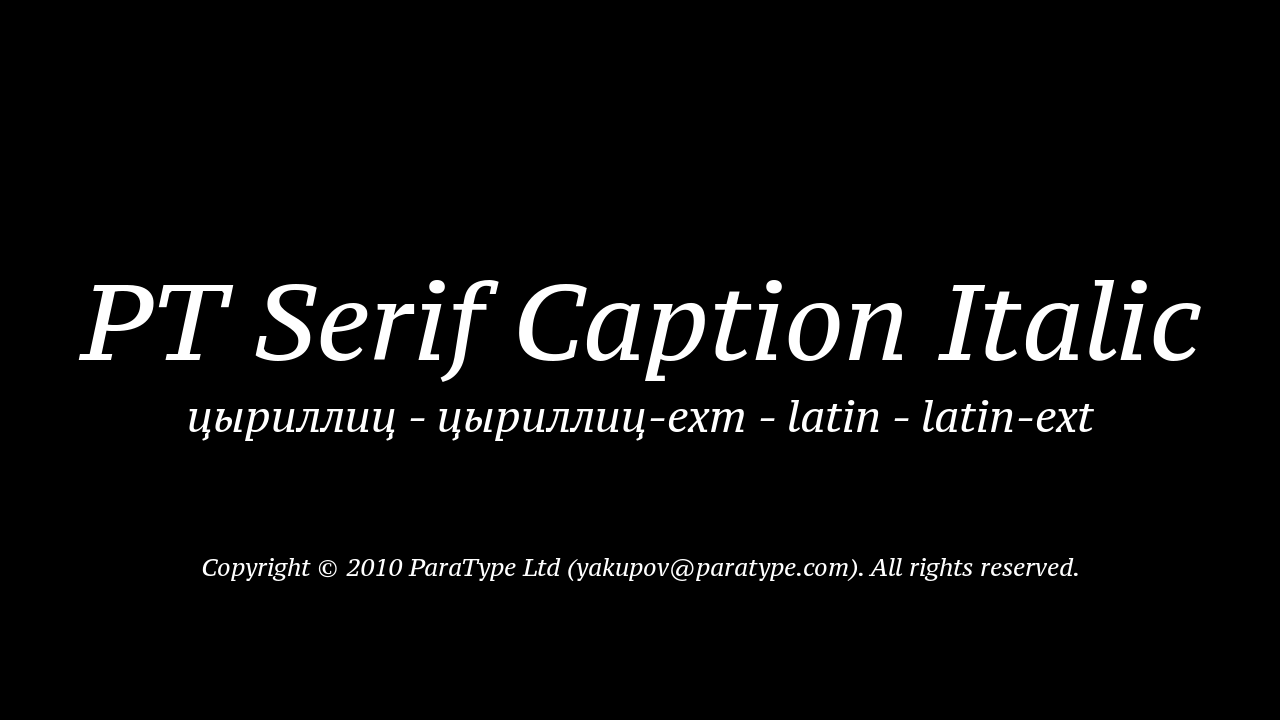 PT Serif Caption Italic
цыриллиц - цыриллиц-ехт - latin - latin-ext
Copyright © 2010 ParaType Ltd (yakupov@paratype.com). All rights reserved.